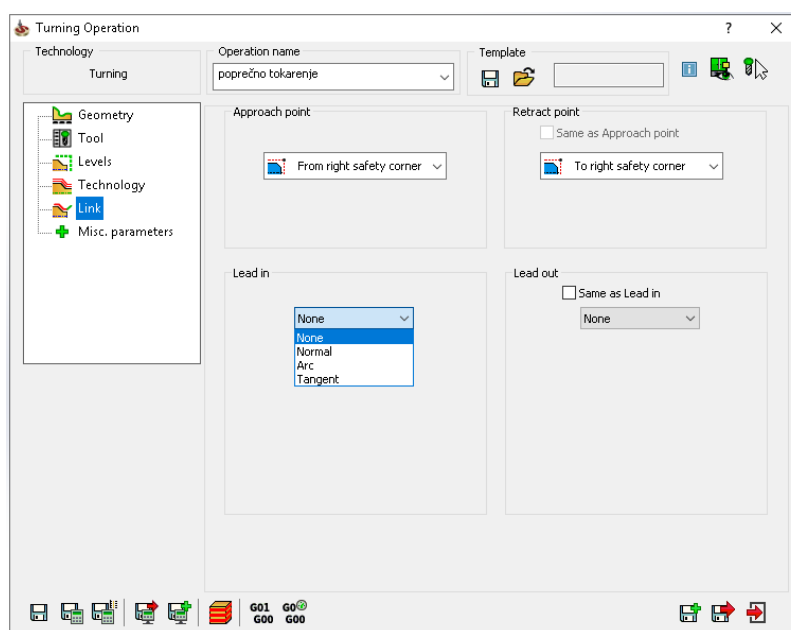 Turning Operation
?
Technology
Turning
Operation name
poprečno tokarenje
Template
Geometry
Tool
Levels
Technology
Link
Misc. parameters
Approach point
From right safety corner
Retract point
Same as Approach point
To right safety corner
Lead in
None
None
Normal
Arc
Tangent
Lead out
Same as Lead in
None
G01 G0
G00 G00